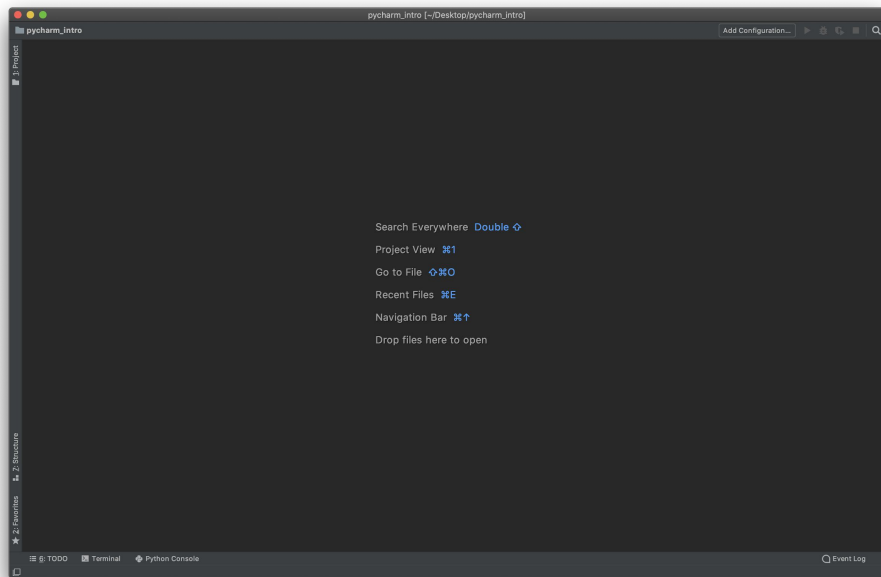 pycharm_intro [~/Desktop/pycharm_intro]
pycharm_intro
Add Configuration...
1: Project
Search Everywhere Double ⇧
Project View ⌘1
Go to File ⇧⌘O
Recent Files ⌘E
Navigation Bar ⌘↑
Drop files here to open
Z: Structure
2: Favorites
6: TODO
Terminal
Python Console
Event Log